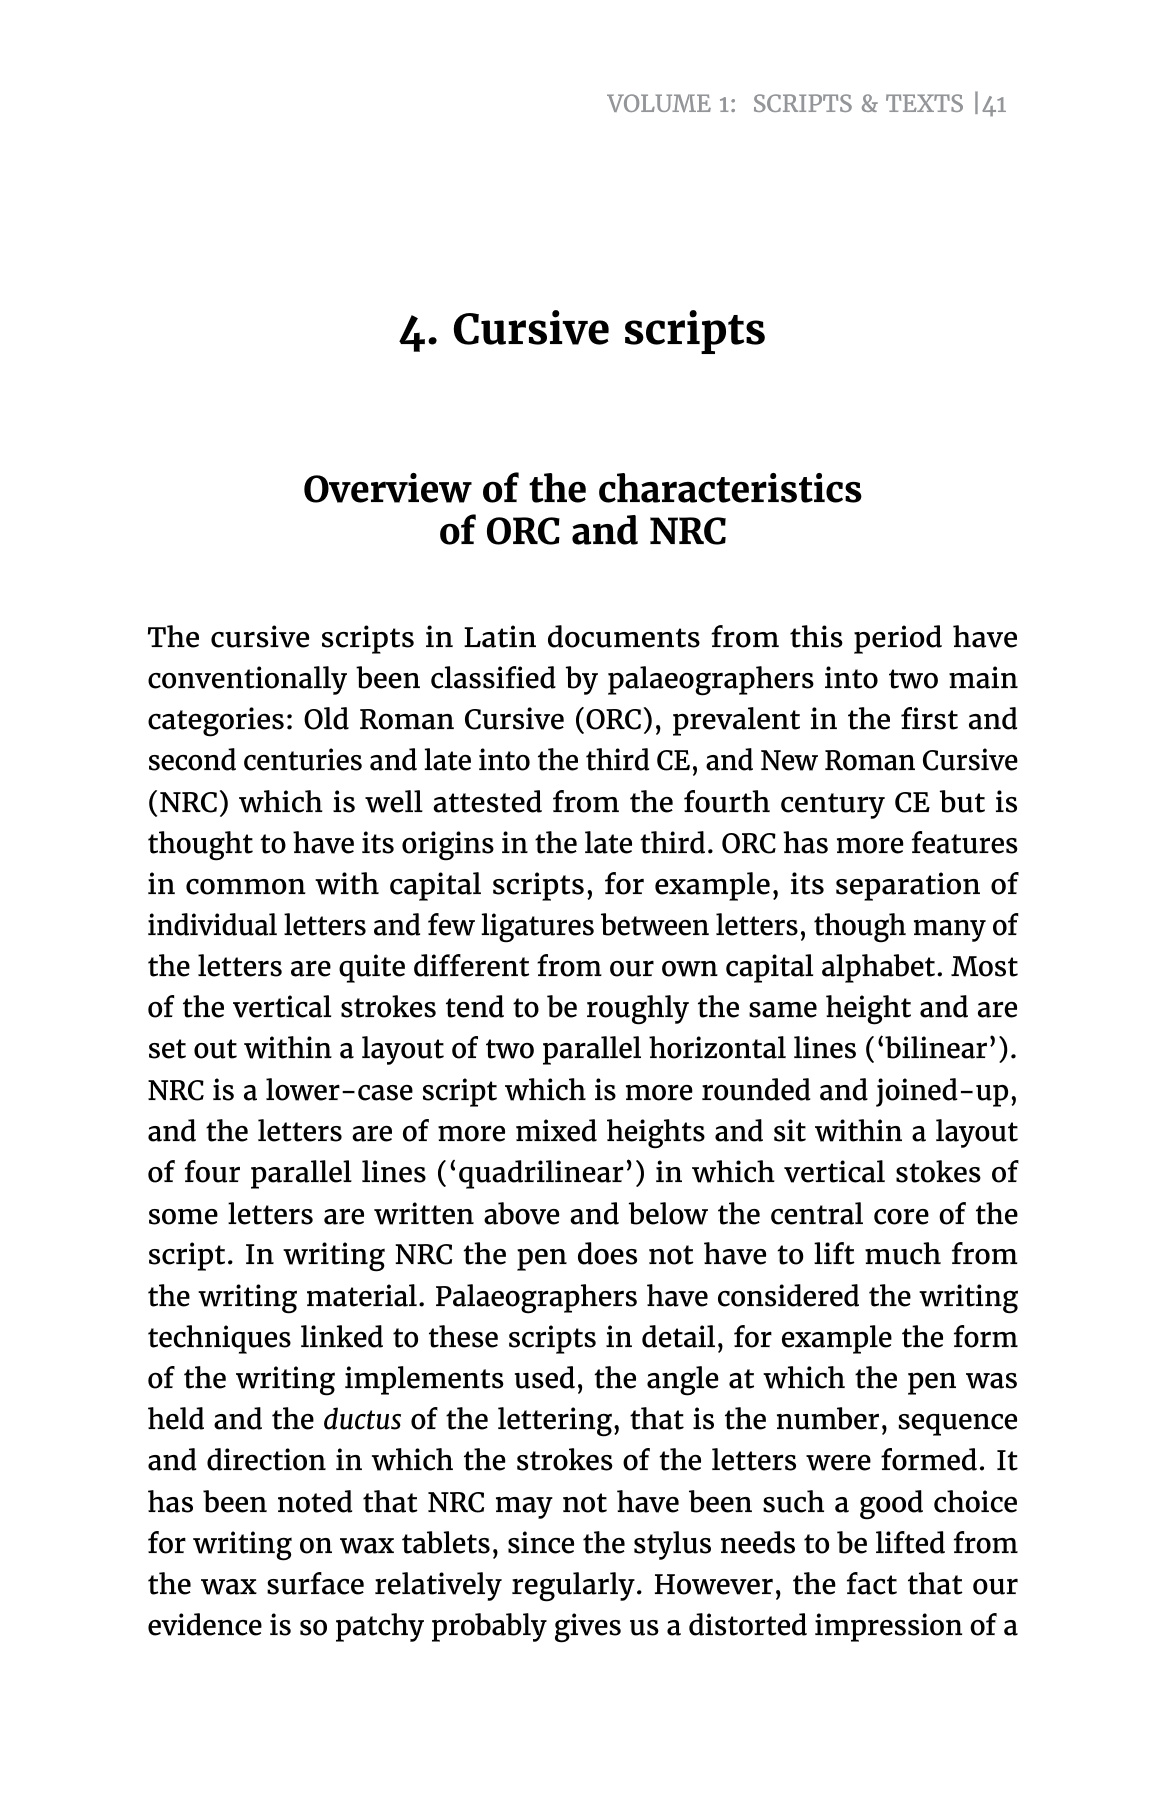 VOLUME 1: SCRIPTS & TEXTS |41
4. Cursive scripts
Overview of the characteristics
of ORC and NRC
The cursive scripts in Latin documents from this period have
conventionally been classified by palaeographers into two main
categories: Old Roman Cursive (ORC), prevalent in the first and
second centuries and late into the third CE, and New Roman Cursive
(NRC) which is well attested from the fourth century CE but is
thought to have its origins in the late third. ORC has more features
in common with capital scripts, for example, its separation of
individual letters and few ligatures between letters, though many of
the letters are quite different from our own capital alphabet. Most
of the vertical strokes tend to be roughly the same height and are
set out within a layout of two parallel horizontal lines (‘bilinear’).
NRC is a lower-case script which is more rounded and joined-up,
and the letters are of more mixed heights and sit within a layout
of four parallel lines (‘quadrilinear’) in which vertical stokes of
some letters are written above and below the central core of the
script. In writing NRC the pen does not have to lift much from
the writing material. Palaeographers have considered the writing
techniques linked to these scripts in detail, for example the form
of the writing implements used, the angle at which the pen was
held and the ductus of the lettering, that is the number, sequence
and direction in which the strokes of the letters were formed. It
has been noted that NRC may not have been such a good choice
for writing on wax tablets, since the stylus needs to be lifted from
the wax surface relatively regularly. However, the fact that our
evidence is so patchy probably gives us a distorted impression of a